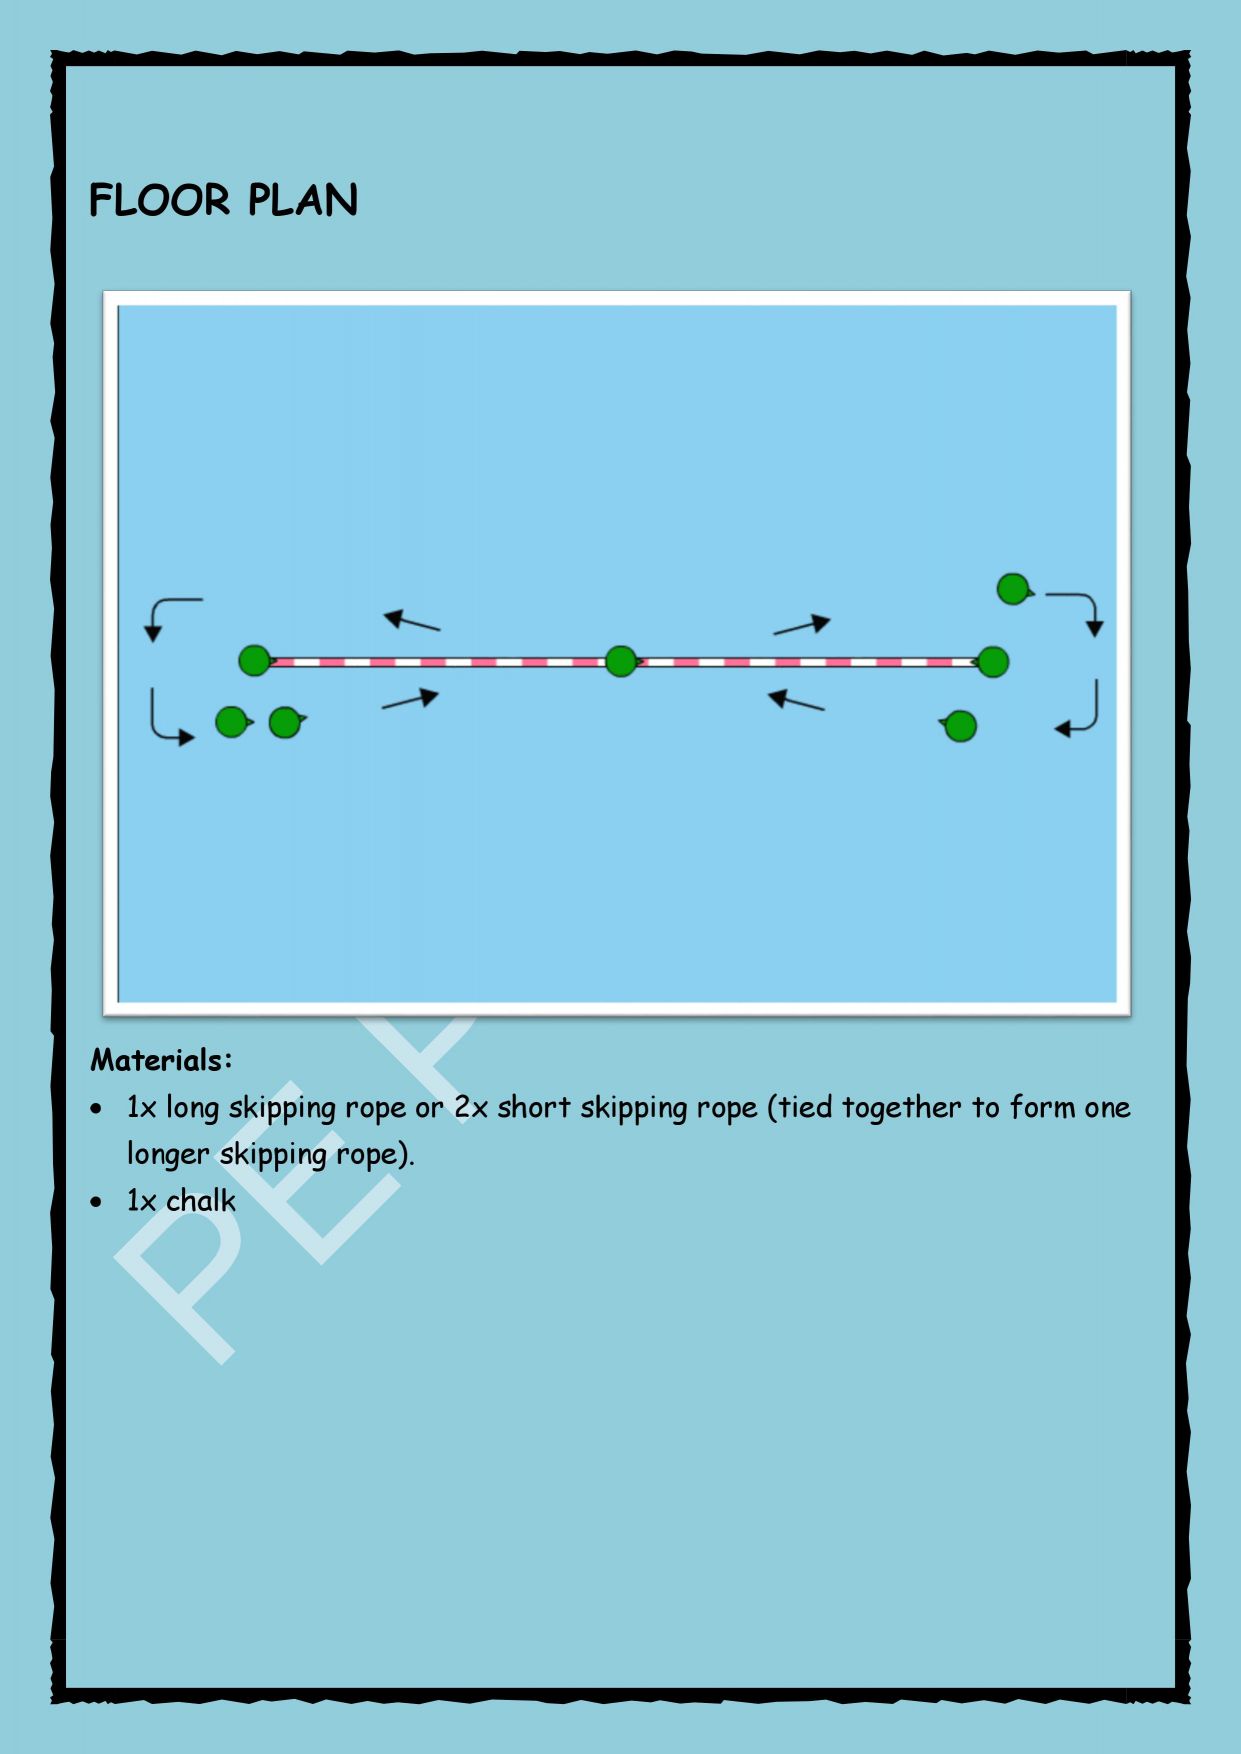 FLOOR PLAN
Materials:
• 1x long skipping rope or 2x short skipping rope (tied together to form one
longer skipping rope).
• 1x chalk
PE